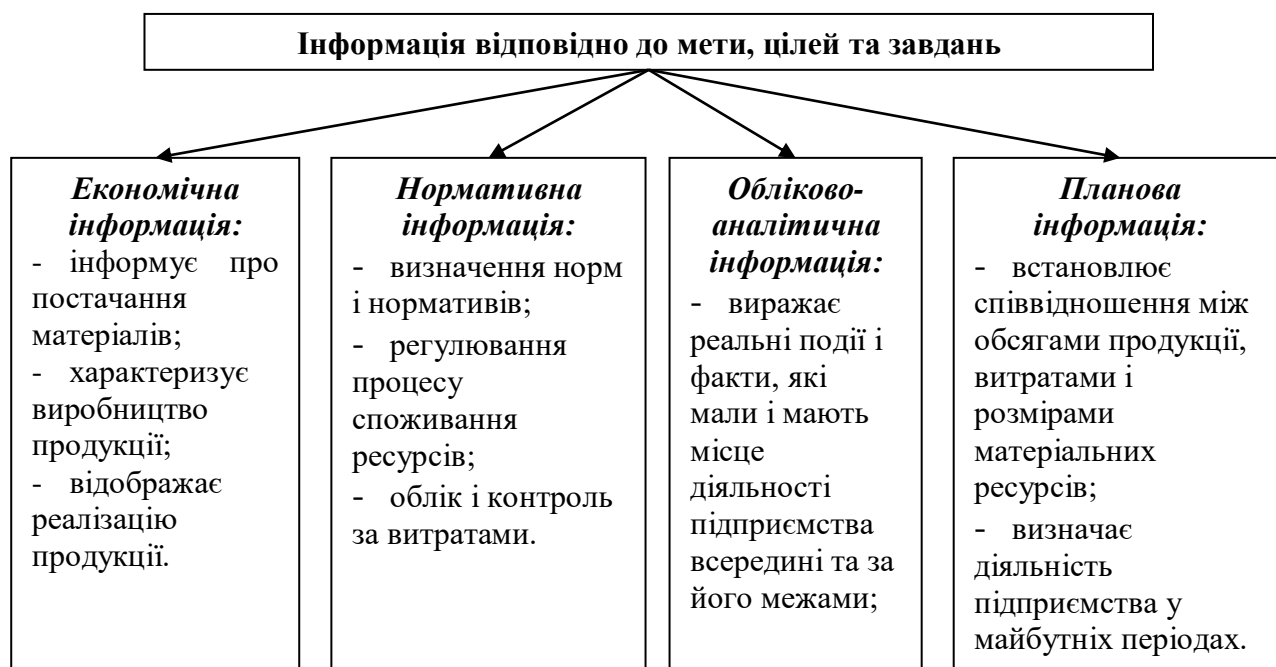 Інформація відповідно до мети, цілей та завдань
Економічна
інформація:
- інформує про
постачання
матеріалів;
- характеризує
виробництво
продукції;
- відображає
реалізацію
продукції.
Нормативна
інформація:
- визначення норм
і нормативів;
- регулювання
процесу
споживання
ресурсів;
- облік і контроль
за витратами.
Обліково-
аналітична
інформація:
- виражає
реальні події і
факти, які
мали і мають
місце
діяльності
підприємства
всередині та за
його межами;
Планова
інформація:
- встановлює
співвідношення між
обсягами продукції,
витратами і
розмірами
матеріальних
ресурсів;
- визначає
діяльність
підприємства у
майбутніх періодах.